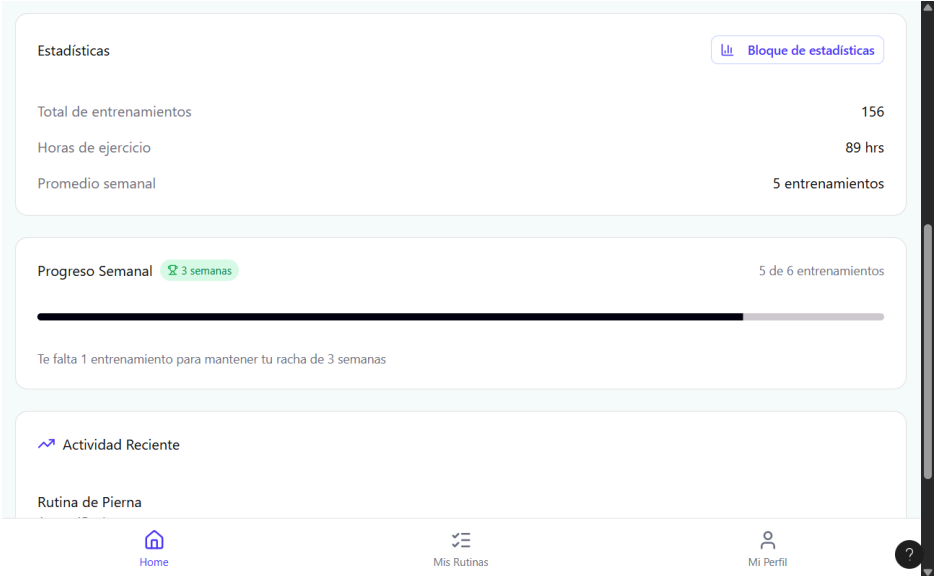 Estadísticas
Bloque de estadísticas
Total de entrenamientos
156
Horas de ejercicio
89 hrs
Promedio semanal
5 entrenamientos
Progreso Semanal
3 semanas
5 de 6 entrenamientos
Te falta 1 entrenamiento para mantener tu racha de 3 semanas
Actividad Reciente
Rutina de Pierna
Home
Mis Rutinas
Mi Perfil
?